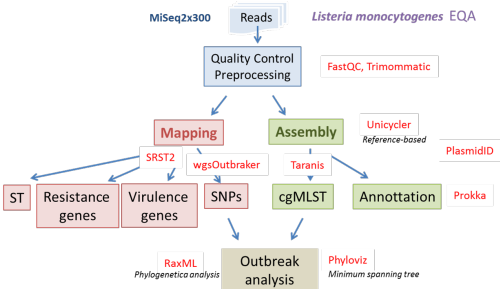 MiSeq2x300
Reads
Listeria monocytogenes EQA
Quality Control
Preprocessing
FastQC, Trimommatic
Mapping
Assembly
Unicycler
Reference-based
SRST2
wgsOutbraker
Taranis
PlasmidID
ST
Resistance
genes
Virulence
genes
SNPs
cgMLST
Annottation
Prokka
RaxML
Phylogenetica analysis
Outbreak
analysis
Phyloviz
Minimum spanning tree